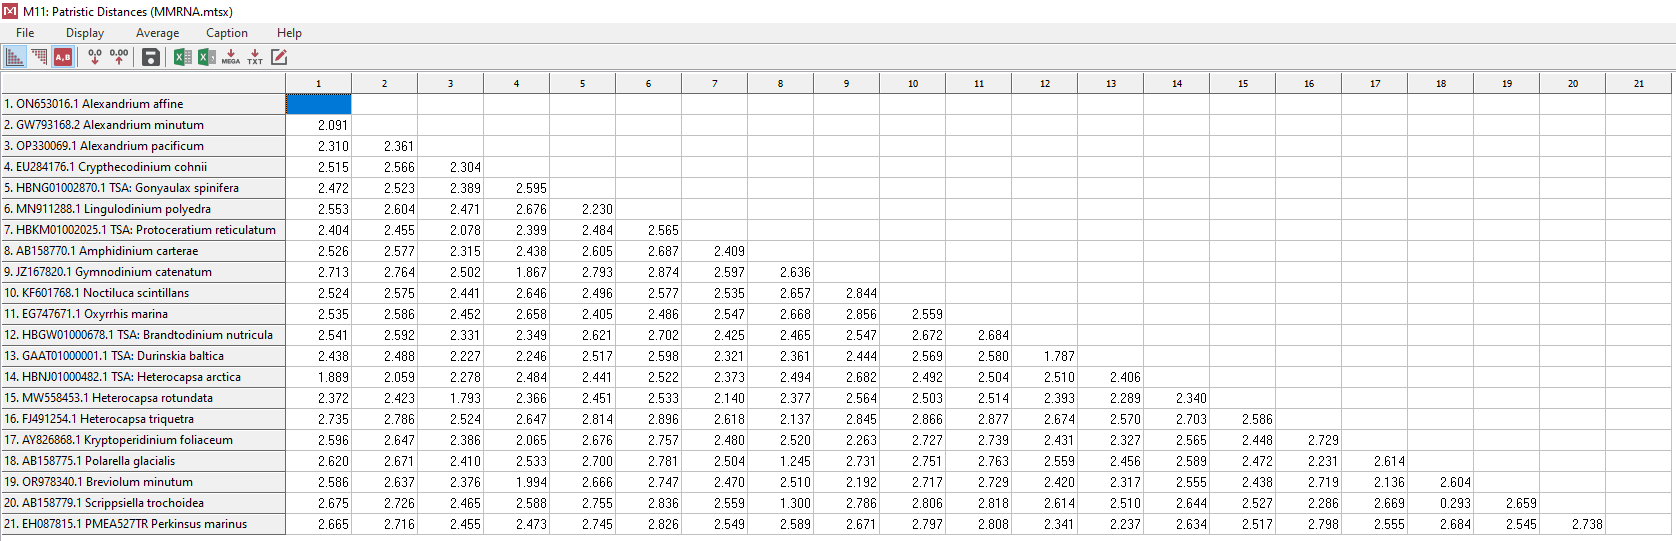 M11: Patristic Distances (MMRNA.mtsx)
File Display Average Caption Help
A,B 0,0 0.00 X X, MEGA TXT
1 2 3 4 5 6 7 8 9 10 11 12 13 14 15 16 17 18 19 20 21
1. ON653016.1 Alexandrium affine
2. GW793168.2 Alexandrium minutum 2.091
3. OP330069.1 Alexandrium pacificum 2.310 2.361
4. EU284176.1 Crypthecodinium cohnii 2.515 2.566 2.304
5. HBNG01002870.1 TSA: Gonyaulax spinifera 2.472 2.523 2.389 2.595
6. MN911288.1 Lingulodinium polyedra 2.553 2.604 2.471 2.676 2.230
7. HBKM01002025.1 TSA: Protoceratium reticulatum 2.404 2.455 2.078 2.399 2.484 2.565
8. AB158770.1 Amphidinium carterae 2.526 2.577 2.315 2.438 2.605 2.687 2.409
9. JZ167820.1 Gymnodinium catenatum 2.713 2.764 2.502 1.867 2.793 2.874 2.597 2.636
10. KF601768.1 Noctiluca scintillans 2.524 2.575 2.441 2.646 2.496 2.577 2.535 2.657 2.844
11. EG747671.1 Oxyrrhis marina 2.535 2.586 2.452 2.658 2.405 2.486 2.547 2.668 2.856 2.559
12. HBGW01000678.1 TSA: Brandtodinium nutricula 2.541 2.592 2.331 2.349 2.621 2.702 2.425 2.465 2.547 2.672 2.684
13. GAAT01000001.1 TSA: Durinskia baltica 2.438 2.488 2.227 2.246 2.517 2.598 2.321 2.361 2.444 2.569 2.580 1.787
14. HBNJ01000482.1 TSA: Heterocapsa arctica 1.889 2.059 2.278 2.484 2.441 2.522 2.373 2.494 2.682 2.492 2.504 2.510 2.406
15. MW558453.1 Heterocapsa rotundata 2.372 2.423 1.793 2.366 2.451 2.533 2.140 2.377 2.564 2.503 2.514 2.393 2.289 2.340
16. FJ491254.1 Heterocapsa triquetra 2.735 2.786 2.524 2.647 2.814 2.896 2.618 2.137 2.845 2.866 2.877 2.674 2.570 2.703 2.586
17. AY826868.1 Kryptoperidinium foliaceum 2.596 2.647 2.386 2.065 2.676 2.757 2.480 2.520 2.263 2.727 2.739 2.431 2.327 2.565 2.448 2.729
18. AB158775.1 Polarella glacialis 2.620 2.671 2.410 2.533 2.700 2.781 2.504 1.245 2.731 2.751 2.763 2.559 2.456 2.589 2.472 2.231 2.614
19. OR978340.1 Breviolum minutum 2.586 2.637 2.376 1.994 2.666 2.747 2.470 2.510 2.192 2.717 2.729 2.420 2.317 2.555 2.438 2.719 2.136 2.604
20. AB158779.1 Scrippsiella trochoidea 2.675 2.726 2.465 2.588 2.755 2.836 2.559 1.300 2.786 2.806 2.818 2.614 2.510 2.644 2.527 2.286 2.669 0.293 2.659
21. EH087815.1 PMEA527TR Perkinsus marinus 2.665 2.716 2.455 2.473 2.745 2.826 2.549 2.589 2.671 2.797 2.808 2.341 2.237 2.634 2.517 2.798 2.555 2.684 2.545 2.738